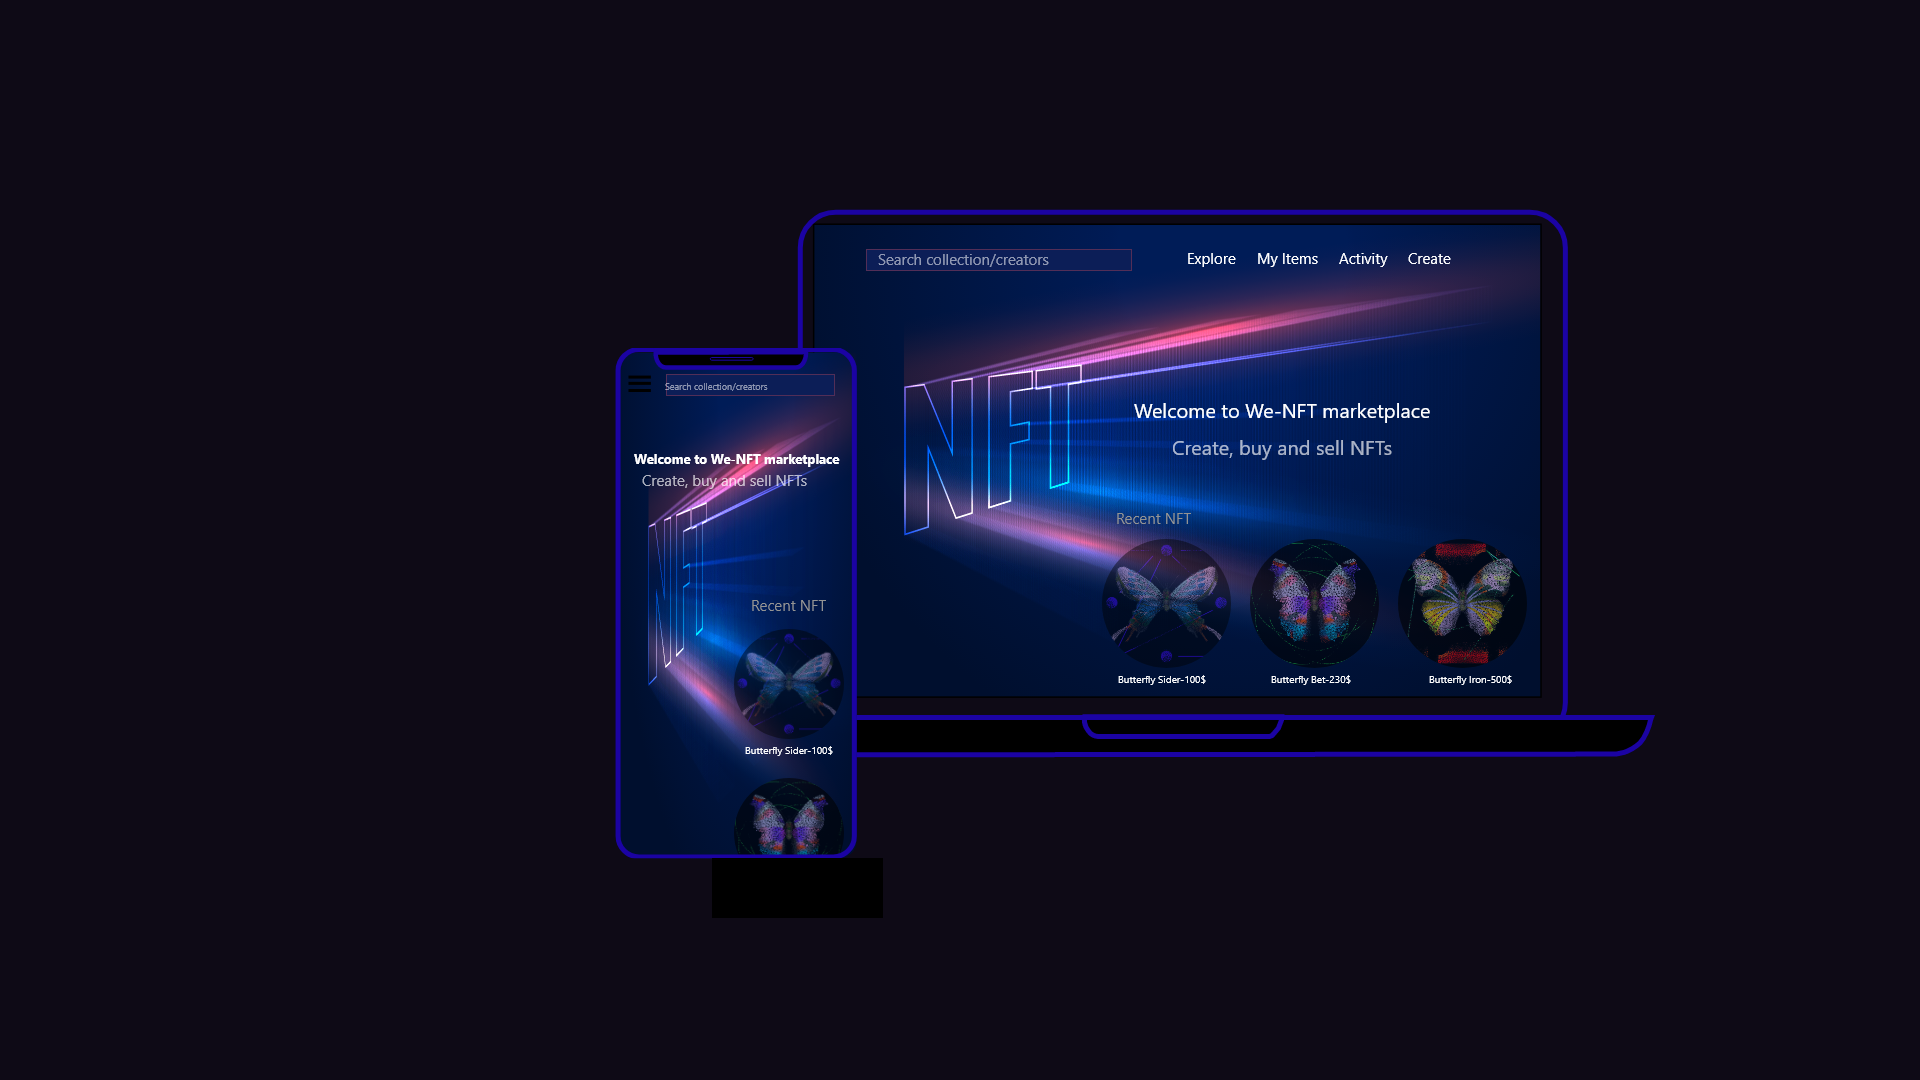 Search collection/creators
Explore My Items Activity Create
NFT
Welcome to We-NFT marketplace
Create, buy and sell NFTs
Recent NFT
Butterfly Sider-100$ Butterfly Bet-230$ Butterfly Iron-500$
Search collection/creators
Welcome to We-NFT marketplace
Create, buy and sell NFTs
NFT
Recent NFT
Butterfly Sider-100$